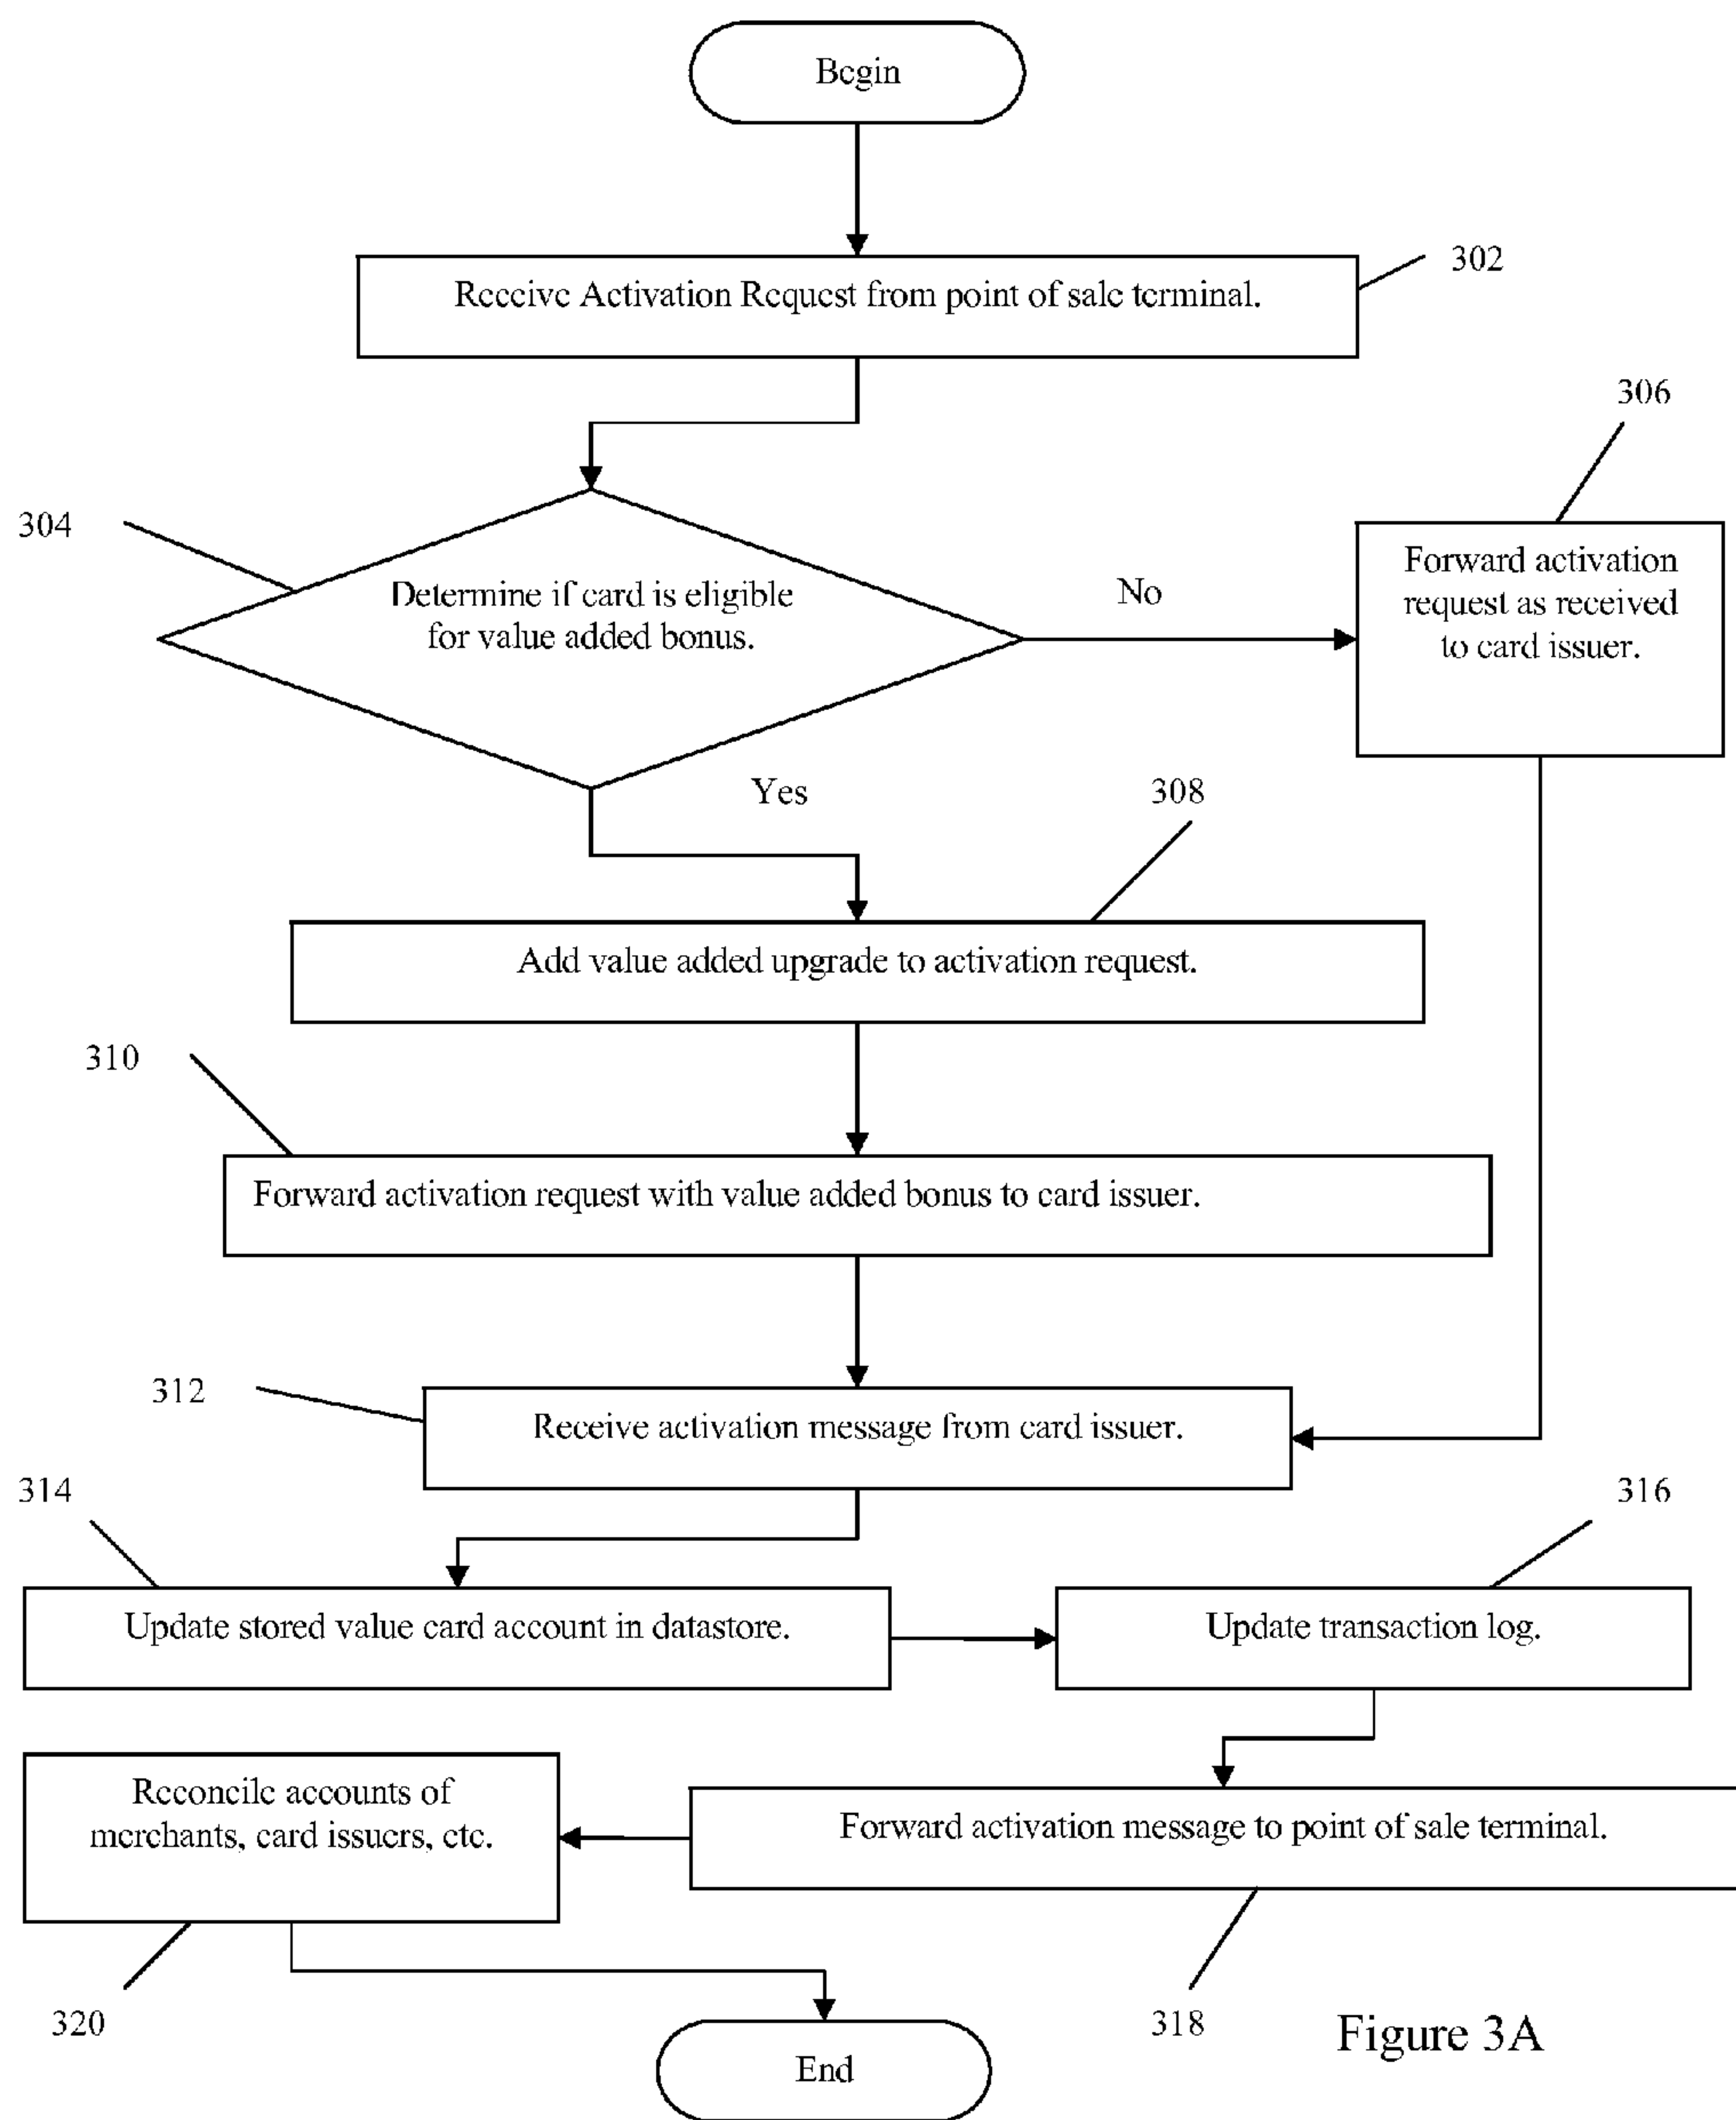 Begin
Receive Activation Request from point of sale terminal.
302
306
304
Determine if card is eligible
for value added bonus.
No
Forward activation
request as received
to card issuer.
Yes
308
Add value added upgrade to activation request.
310
Forward activation request with value added bonus to card issuer.
312
Receive activation message from card issuer.
314
316
Update stored value card account in datastore.
Update transaction log.
Reconcile accounts of
merchants, card issuers, etc.
Forward activation message to point of sale terminal.
320
318
Figure 3A
End